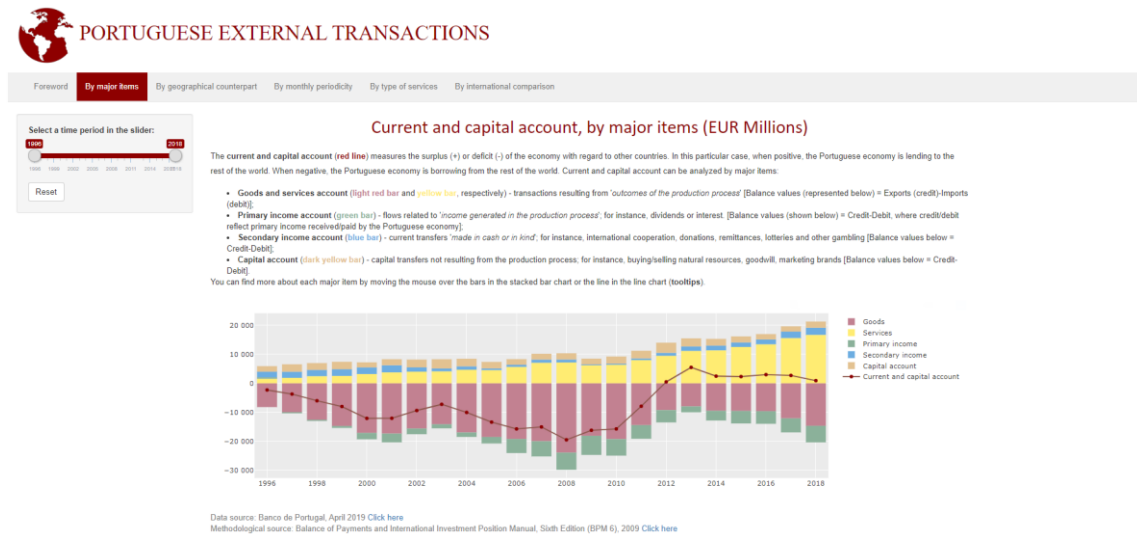 PORTUGUESE EXTERNAL TRANSACTIONS
Foreword By major items By geographical counterpart By monthly periodicity By type of services By international comparison
Select a time period in the slider:
1996 2018
1996 1998 2000 2002 2005 2007 2009 2011 2014
Reset
Current and capital account, by major items (EUR Millions)
The current and capital account (red line) measures the surplus (+) or deficit (-) of the economy with regard to other countries. In this particular case, when positive, the Portuguese economy is lending to the
rest of the world. When negative, the Portuguese economy is borrowing from the rest of the world. Current and capital account can be analyzed by major items:
• Goods and services account (light red bar and yellow bar, respectively) - transactions resulting from 'outcomes of the production process' [Balance values (represented below) = Exports (credit)-Imports
(debit)];
• Primary income account (green bar) - flows related to 'income generated in the production process'; for instance, dividends or interest. [Balance values (shown below) = Credit-Debit, where credit/debit
reflect primary income received/paid by the Portuguese economy];
• Secondary income account (blue bar) - current transfers 'made in cash or in kind'; for instance, international cooperation, donations, remittances, lotteries and other gambling [Balance values below =
Credit-Debit];
• Capital account (dark yellow bar) - capital transfers not resulting from the production process; for instance, buying/selling natural resources, goodwill, marketing brands [Balance values below = Credit-
Debit].
You can find more about each major item by moving the mouse over the bars in the stacked bar chart or the line in the line chart (tooltips).
20 000
10 000
0
−10 000
−20 000
−30 000
1996 1998 2000 2002 2004 2006 2008 2010 2012 2014 2016 2018
Goods
Services
Primary income
Secondary income
Capital account
Current and capital account
Data source: Banco de Portugal, April 2019 Click here
Methodological source: Balance of Payments and International Investment Position Manual, Sixth Edition (BPM 6), 2009 Click here